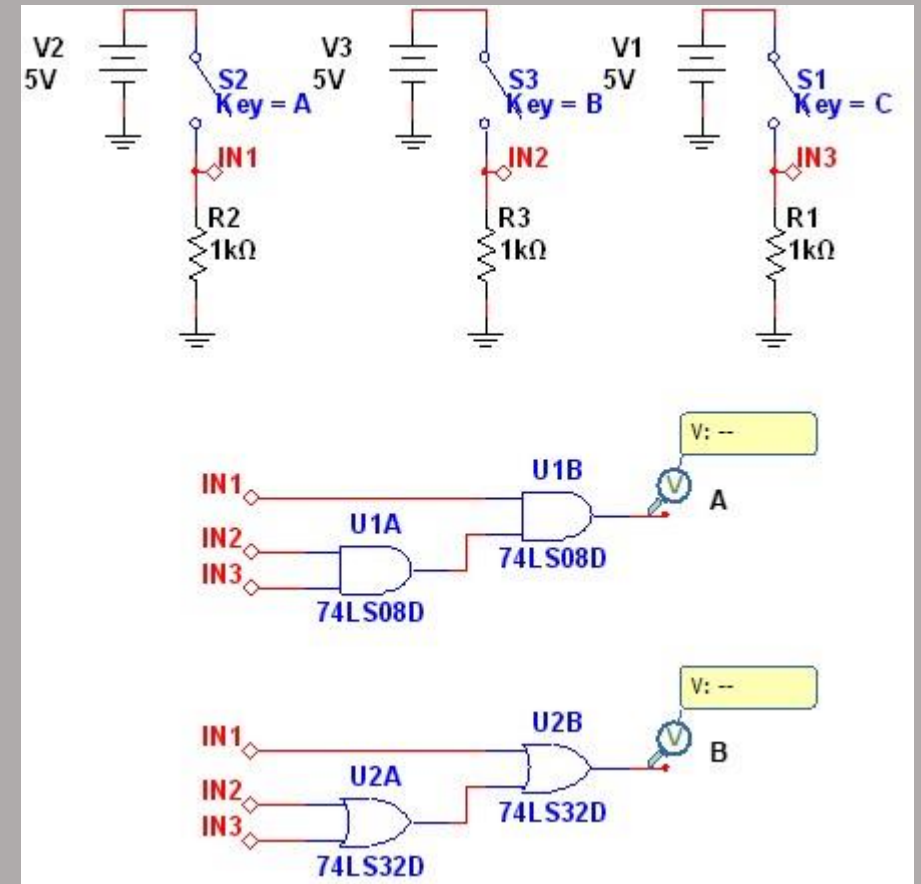 V2
5V
S2
Key = A
IN1
R2
1kΩ
V3
5V
S3
Key = B
IN2
R3
1kΩ
V1
5V
S1
Key = C
IN3
R1
1kΩ
V: --
IN1
U1B
V
A
IN2
U1A
IN3
74LS08D
74LS08D
V: --
IN1
U2B
V
B
IN2
U2A
IN3
74LS32D
74LS32D